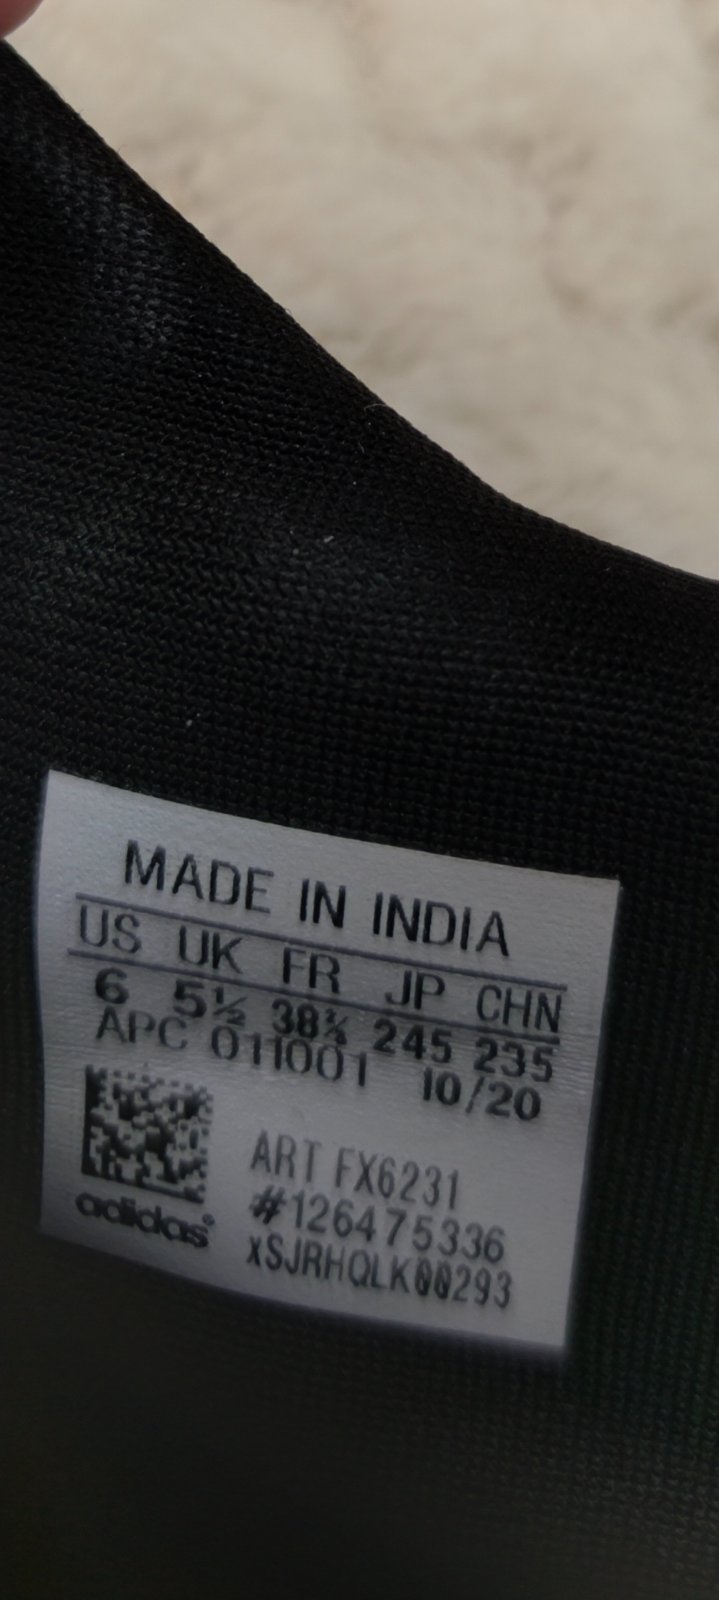 MADE IN INDIA
US UK FR JP CHN
6 5½ 38⅔ 245 235
APC 011001 10/20
ART FX6231
#126475336
xSJRHQLK00293
adidas®